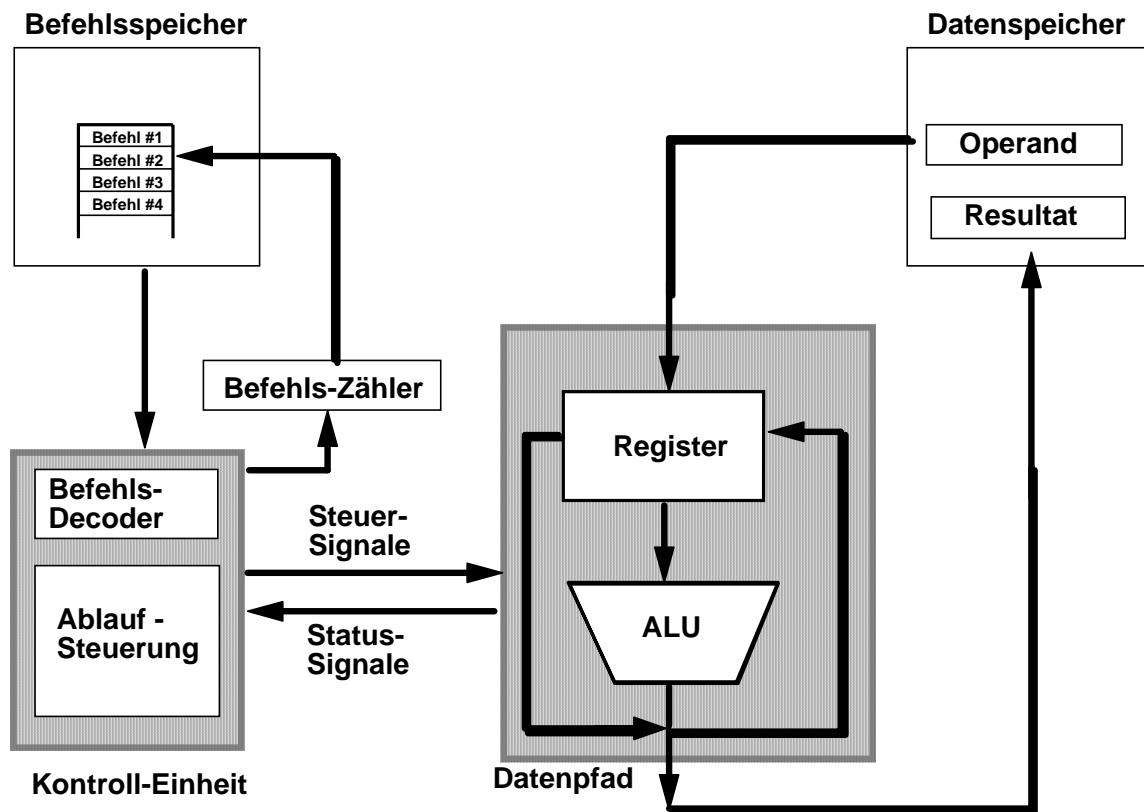 Befehlsspeicher
Datenspeicher
Befehl #1
Befehl #2
Befehl #3
Befehl #4
Operand
Resultat
Befehls-Zähler
Register
Befehls-
Decoder
Steuer-
Signale
Ablauf -
Steuerung
Status-
Signale
ALU
Kontroll-Einheit
Datenpfad